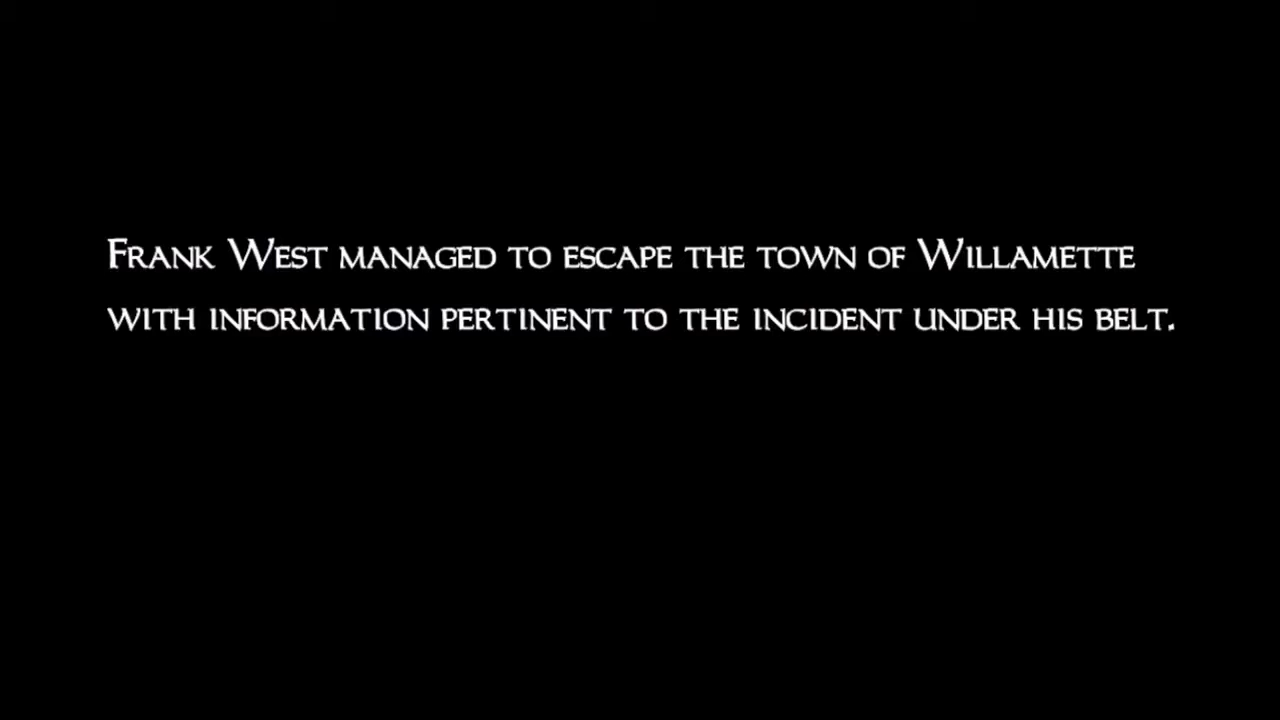 Frank West managed to escape the town of Willamette
with information pertinent to the incident under his belt.